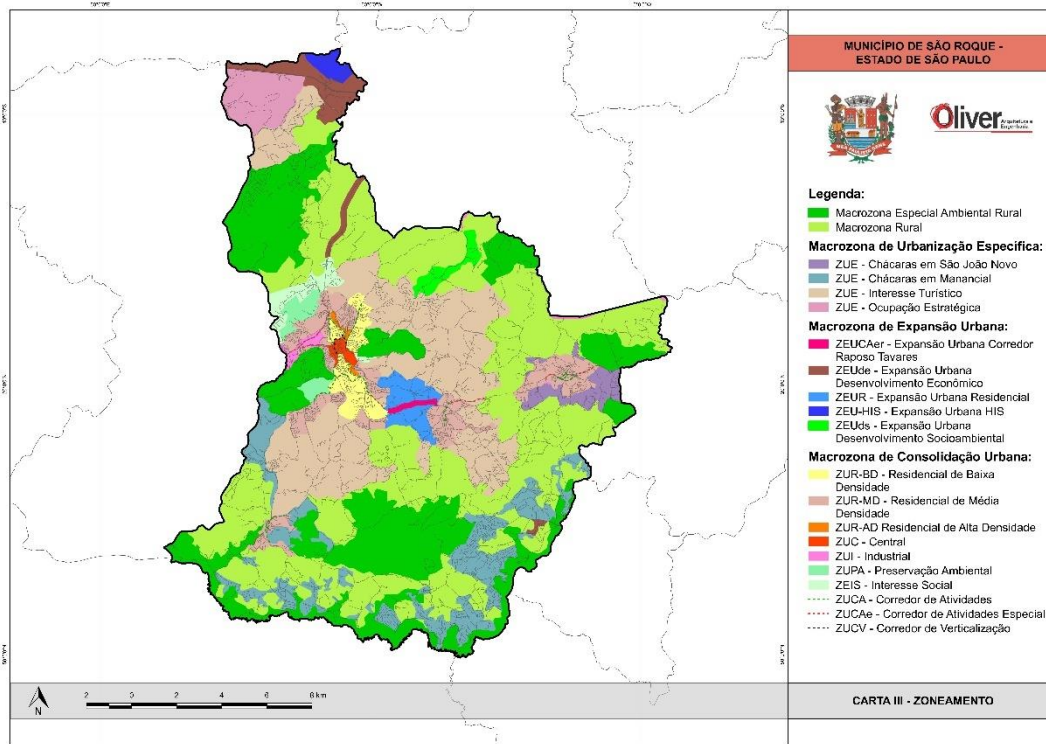 MUNICÍPIO DE SÃO ROQUE -
ESTADO DE SÃO PAULO
Oliver
Arquitetura e
Engenharia
Legenda:
Macrozona Especial Ambiental Rural
Macrozona Rural
Macrozona de Urbanização Específica:
ZUE - Chácaras em São João Novo
ZUE - Chácaras em Manancial
ZUE - Interesse Turístico
ZUE - Ocupação Estratégica
Macrozona de Expansão Urbana:
ZEUCAer - Expansão Urbana Corredor
Raposo Tavares
ZEUde - Expansão Urbana
Desenvolvimento Econômico
ZEUR - Expansão Urbana Residencial
ZEU-HIS - Expansão Urbana HIS
ZEUds - Expansão Urbana
Desenvolvimento Socioambiental
Macrozona de Consolidação Urbana:
ZUR-BD - Residencial de Baixa
Densidade
ZUR-MD - Residencial de Média
Densidade
ZUR-AD Residencial de Alta Densidade
ZUC - Central
ZUI - Industrial
ZUPA - Preservação Ambiental
ZEIS - Interesse Social
ZUCA - Corredor de Atividades
ZUCAe - Corredor de Atividades Especial
ZUCV - Corredor de Verticalização
N
2 0 2 4 6 8 km
CARTA III - ZONEAMENTO